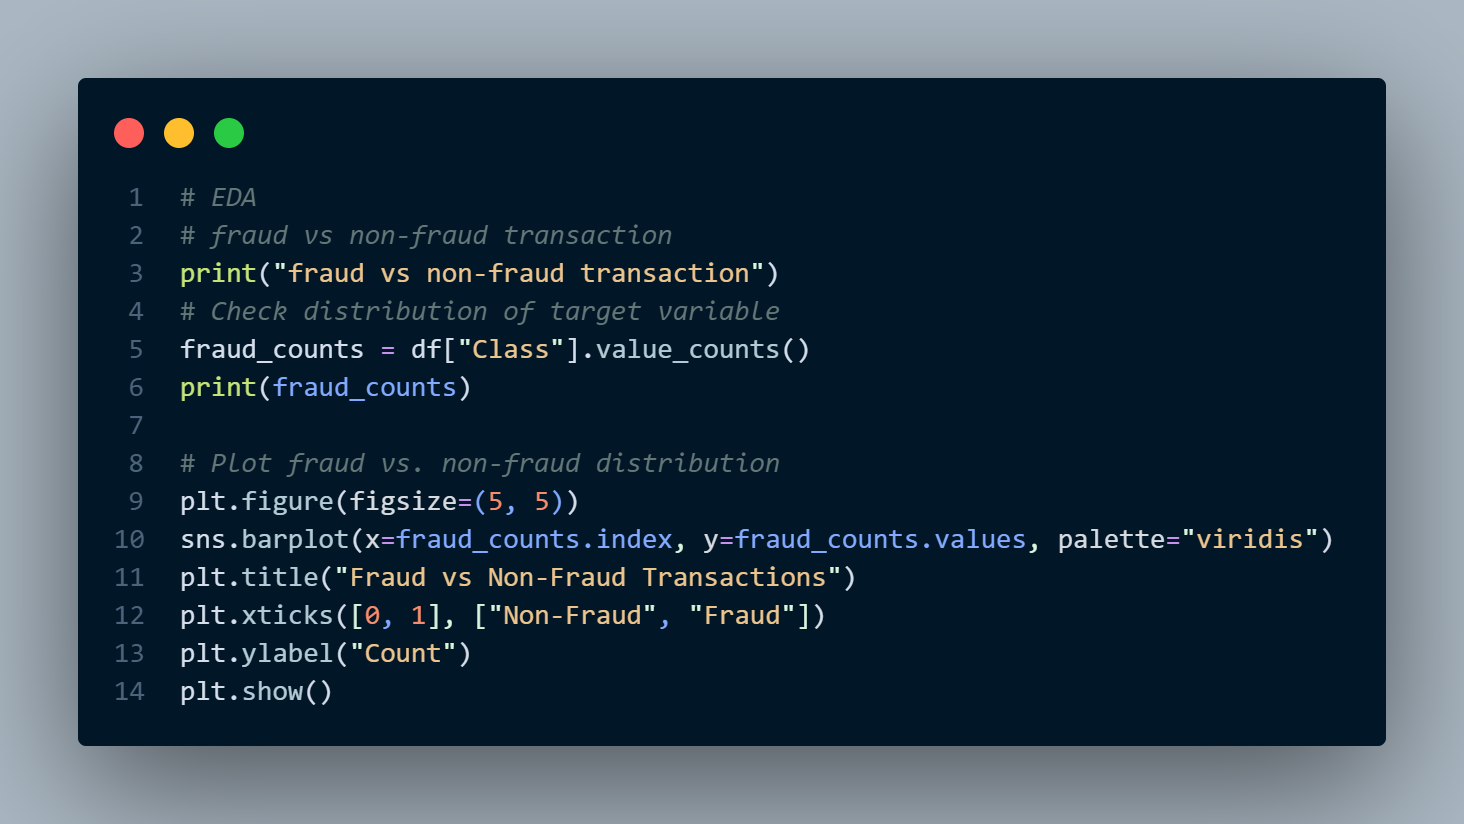 1 # EDA
2 # fraud vs non-fraud transaction
3 print("fraud vs non-fraud transaction")
4 # Check distribution of target variable
5 fraud_counts = df["Class"].value_counts()
6 print(fraud_counts)
7
8 # Plot fraud vs. non-fraud distribution
9 plt.figure(figsize=(5, 5))
10 sns.barplot(x=fraud_counts.index, y=fraud_counts.values, palette="viridis")
11 plt.title("Fraud vs Non-Fraud Transactions")
12 plt.xticks([0, 1], ["Non-Fraud", "Fraud"])
13 plt.ylabel("Count")
14 plt.show()